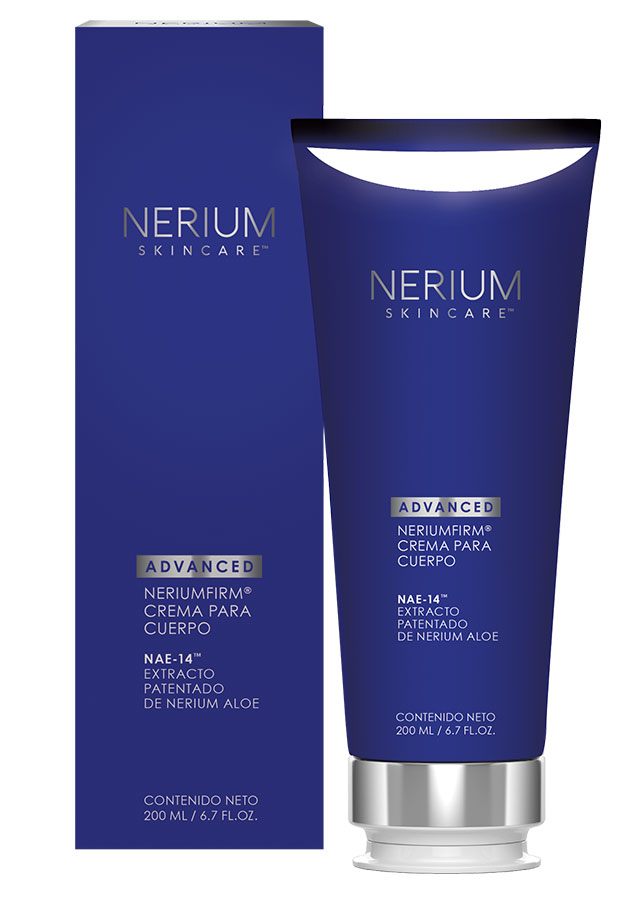 NERIUM
NERIUM
SKINCARE™
ADVANCED
NERIUMFIRM®
CREMA PARA
CUERPO
NAE-14™
EXTRACTO
PATENTADO
DE NERIUM ALOE
CONTENIDO NETO
200 ML / 6.7 FL.OZ.
NERIUM
SKINCARE™
ADVANCED
NERIUMFIRM®
CREMA PARA
CUERPO
NAE-14™
EXTRACTO
PATENTADO
DE NERIUM ALOE
CONTENIDO NETO
200 ML / 6.7 FL.OZ.